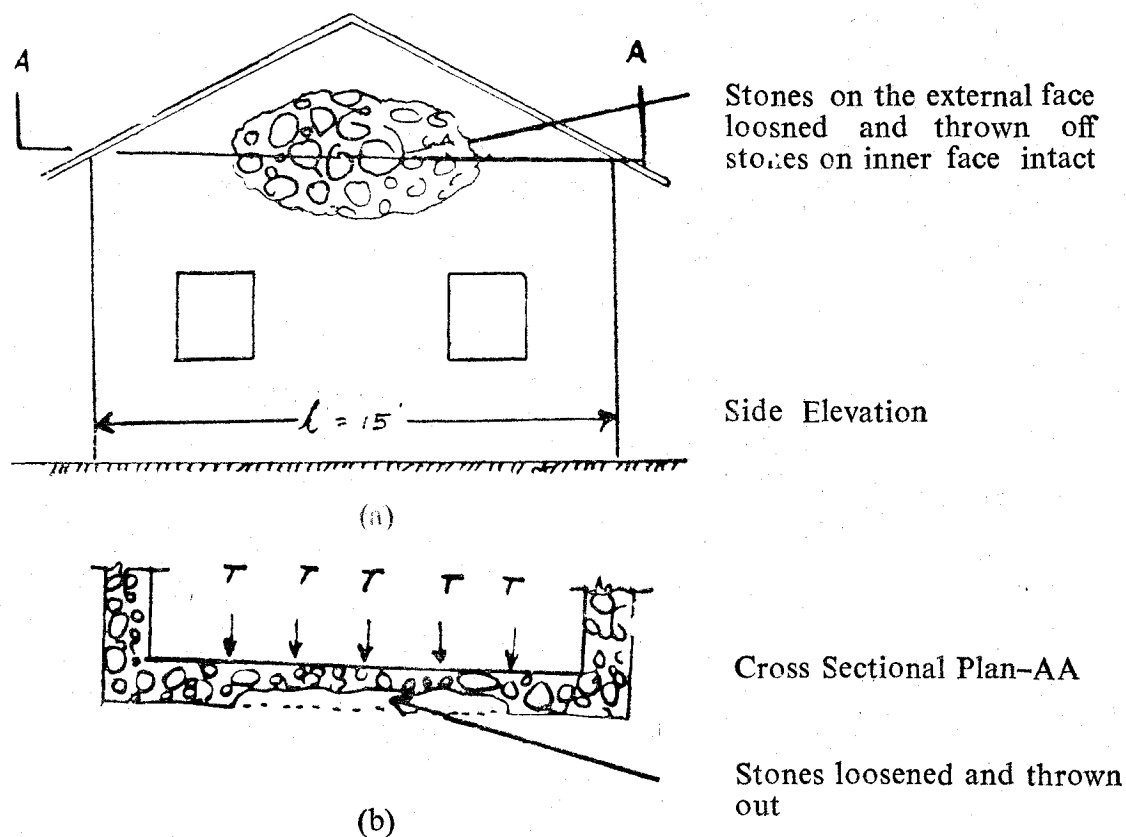 A
A
Stones on the external face
loosned and thrown off
stones on inner face intact
l = 15'
Side Elevation
(a)
T T T T T
Cross Sectional Plan–AA
Stones loosened and thrown
out
(b)